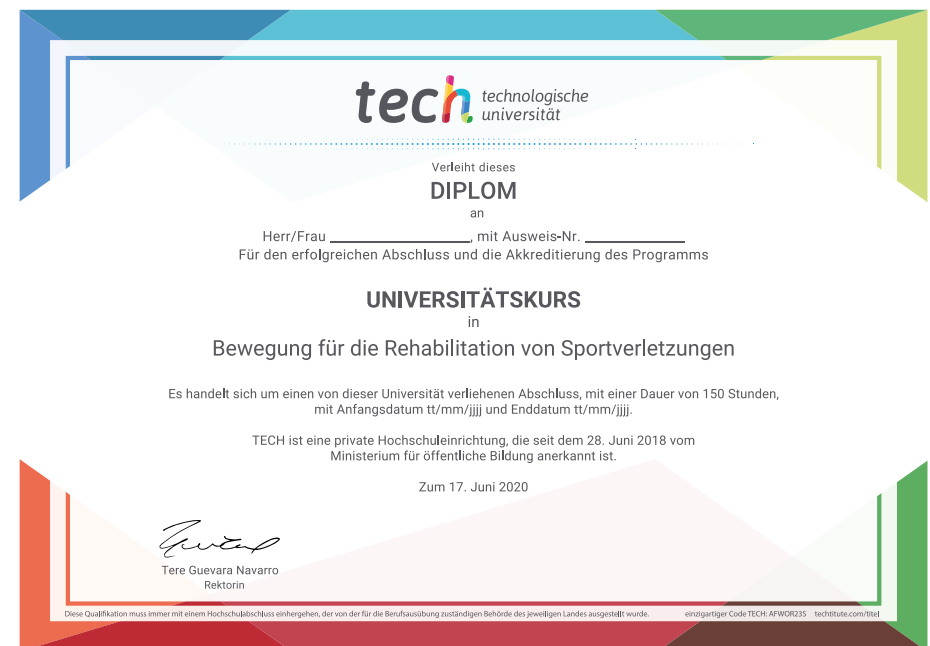 tech technologische
universität
Verleiht dieses
DIPLOM
an
Herr/Frau ____________________, mit Ausweis-Nr. ______________
Für den erfolgreichen Abschluss und die Akkreditierung des Programms
UNIVERSITÄTSKURS
in
Bewegung für die Rehabilitation von Sportverletzungen
Es handelt sich um einen von dieser Universität verliehenen Abschluss, mit einer Dauer von 150 Stunden,
mit Anfangsdatum tt/mm/jjjj und Enddatum tt/mm/jjjj.
TECH ist eine private Hochschuleinrichtung, die seit dem 28. Juni 2018 vom
Ministerium für öffentliche Bildung anerkannt ist.
Zum 17. Juni 2020
Tere Guevara Navarro
Rektorin
Diese Qualifikation muss immer mit einem Hochschulabschluss einhergehen, der von der für die Berufsausübung zuständigen Behörde des jeweiligen Landes ausgestellt wurde. einzigartiger Code TECH: AFWOR23S techtitute.com/titel